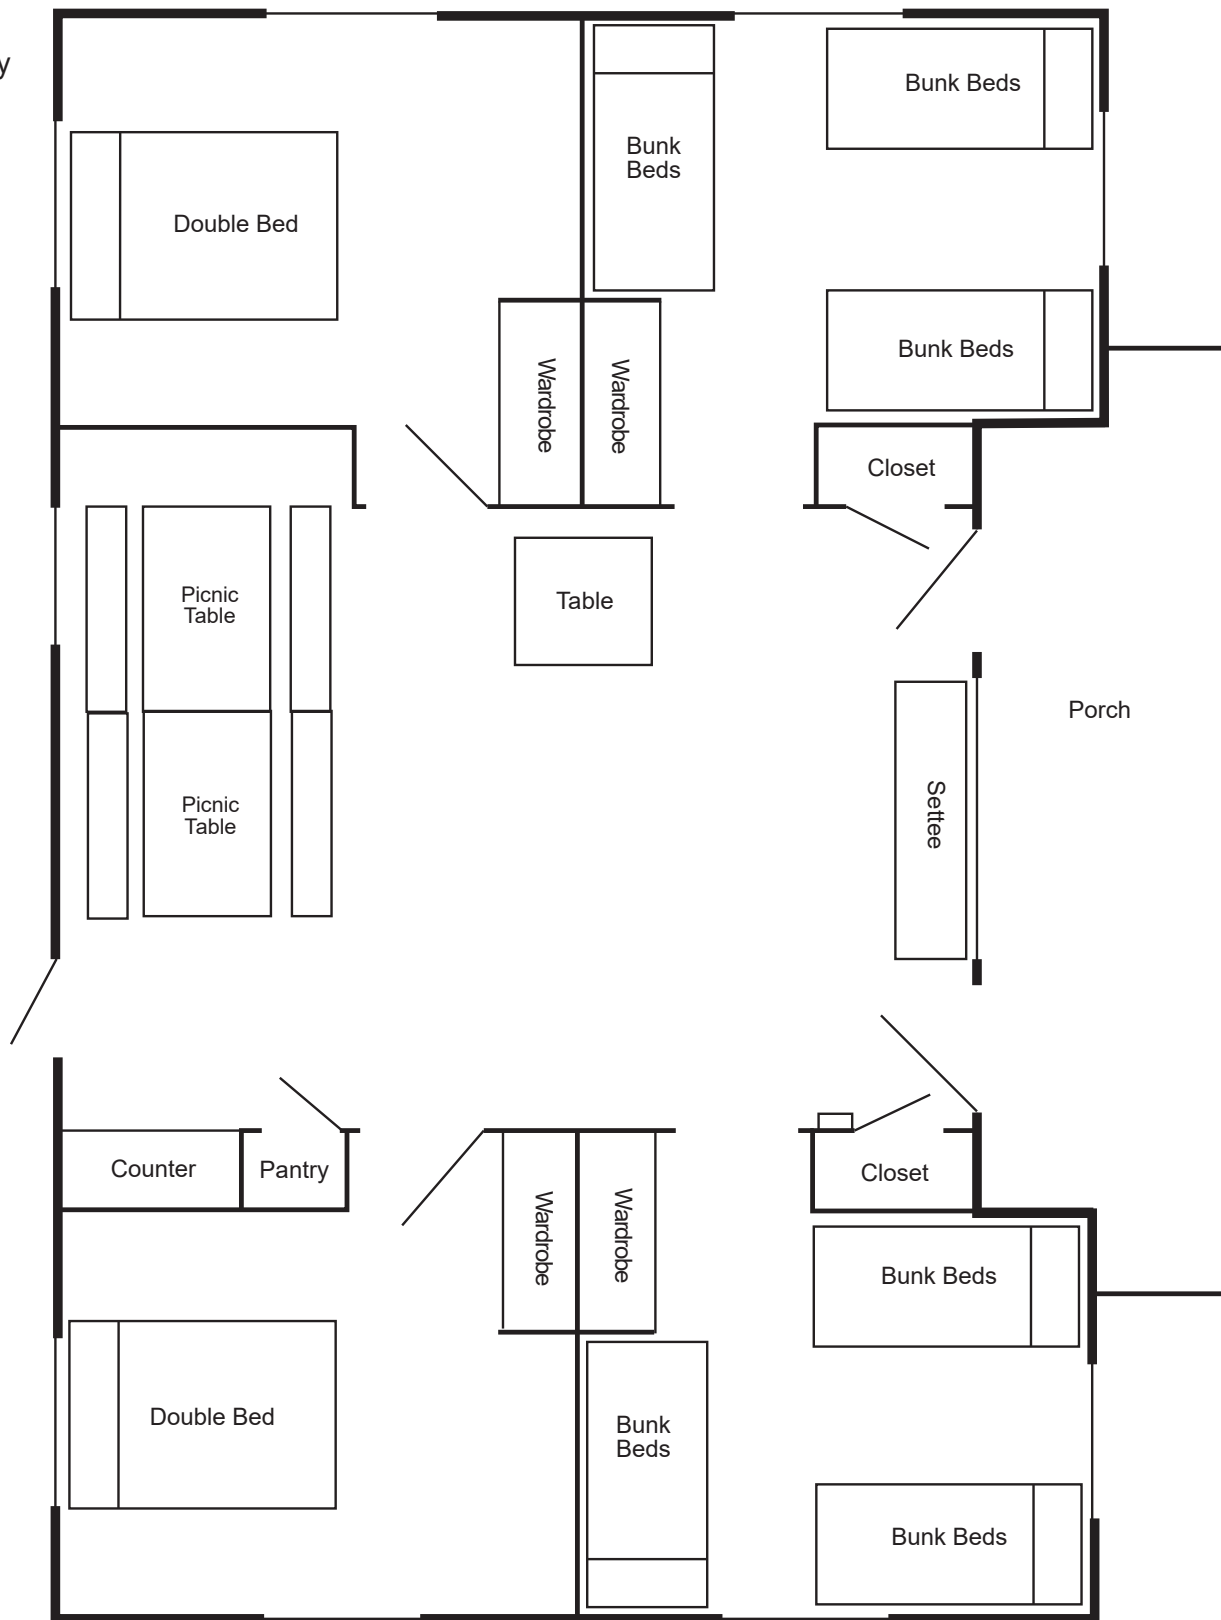 y
Bunk Beds
Bunk
Beds
Double Bed
Bunk Beds
Wardrobe
Wardrobe
Closet
Picnic
Table
Table
Porch
Picnic
Table
Settee
Counter
Pantry
Closet
Wardrobe
Wardrobe
Bunk Beds
Double Bed
Bunk
Beds
Bunk Beds